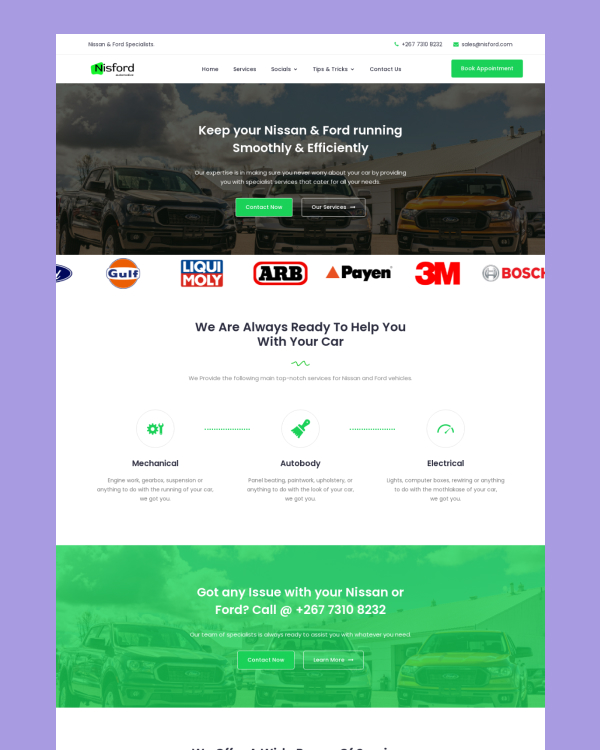 Nissan & Ford Specialists
+267 7310 8232
sales@nisford.com
Nisford
Home
Services
Socials
Tips & Tricks
Contact Us
Book Appointment
Keep your Nissan & Ford running
Smoothly & Efficiently
Our expertise is in making sure you never worry about your car by providing
you with specialist services that cater for all your needs.
Contact Now
Our Services
Gulf
LIQUI
MOLY
ARB
Payen
3M
BOSCH
We Are Always Ready To Help You
With Your Car
We Provide the following main top-notch services for Nissan and Ford vehicles.
Mechanical
Autobody
Electrical
Engine work, gearbox, suspension or
anything to do with the running of your car,
we got you.
Panel beating, paintwork, upholstery, or
anything to do with the look of your car,
we got you.
Lights, computer boxes, rewiring or anything
to do with the mothlakase of your car,
we got you.
Got any Issue with your Nissan or
Ford? Call @ +267 7310 8232
Our team of specialists is always ready to assist you with whatever you need.
Contact Now
Learn More